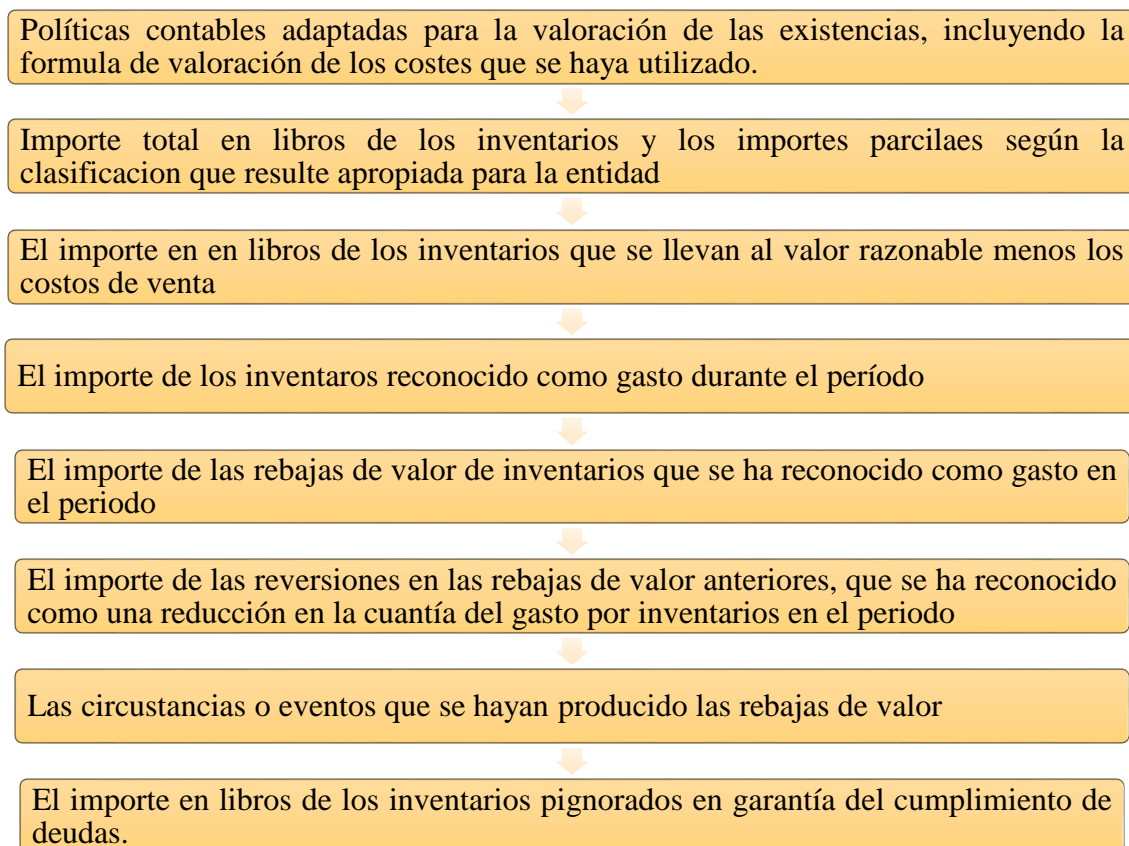 Políticas contables adaptadas para la valoración de las existencias, incluyendo la
formula de valoración de los costes que se haya utilizado.
Importe total en libros de los inventarios y los importes parcilaes según la
clasificacion que resulte apropiada para la entidad
El importe en en libros de los inventarios que se llevan al valor razonable menos los
costos de venta
El importe de los inventaros reconocido como gasto durante el período
El importe de las rebajas de valor de inventarios que se ha reconocido como gasto en
el periodo
El importe de las reversiones en las rebajas de valor anteriores, que se ha reconocido
como una reducción en la cuantía del gasto por inventarios en el periodo
Las circustancias o eventos que se hayan producido las rebajas de valor
El importe en libros de los inventarios pignorados en garantía del cumplimiento de
deudas.